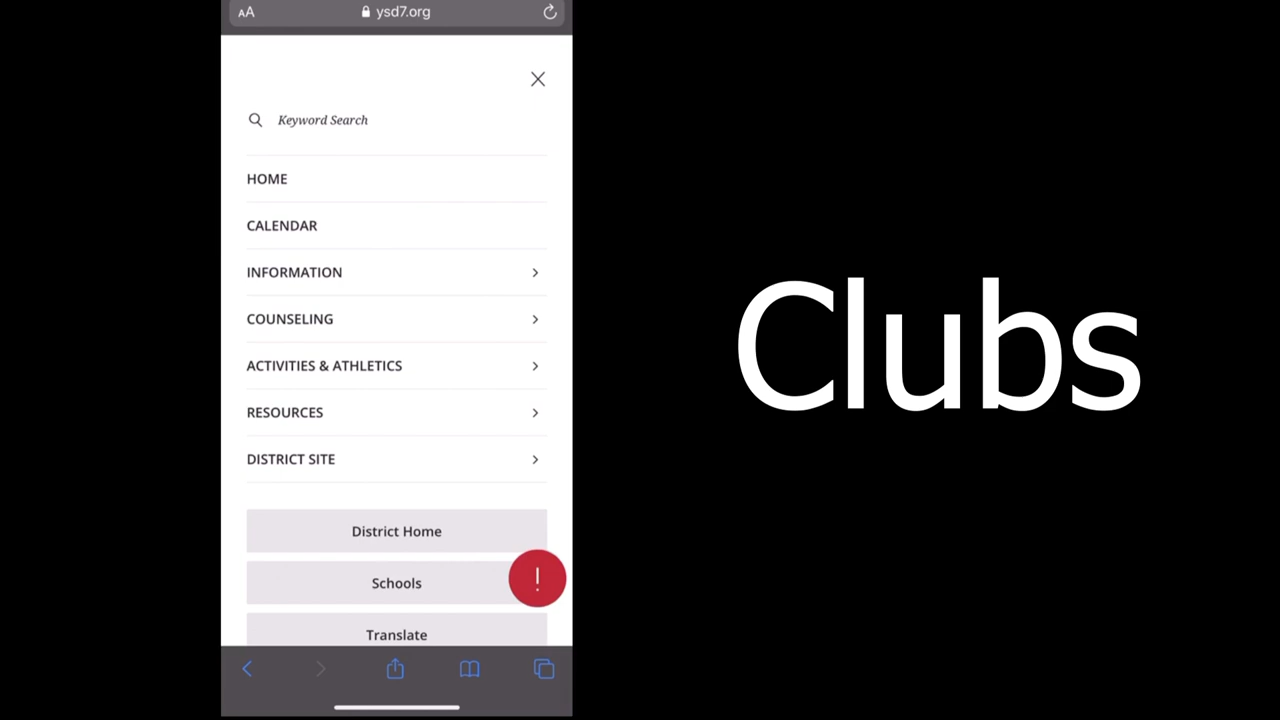 AA
ysd7.org
Keyword Search
HOME
CALENDAR
INFORMATION
COUNSELING
ACTIVITIES & ATHLETICS
RESOURCES
DISTRICT SITE
District Home
Schools
!
Translate
Clubs